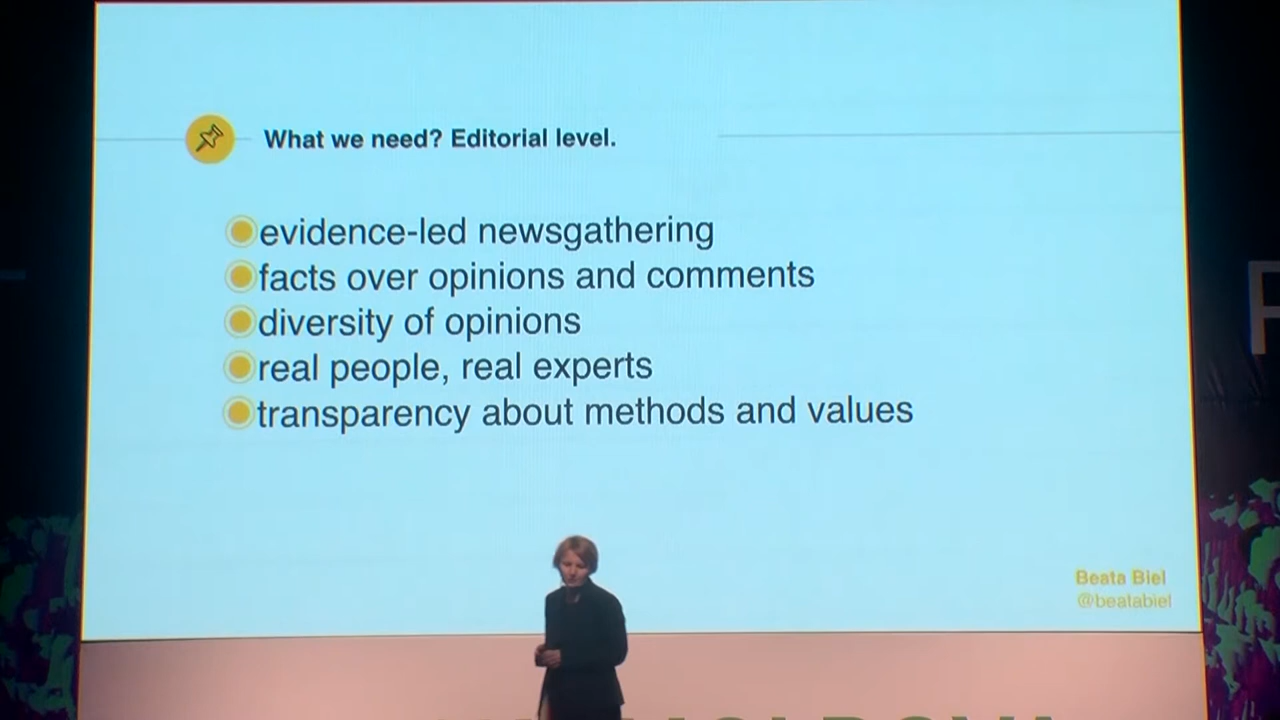 What we need? Editorial level.
evidence-led newsgathering
facts over opinions and comments
diversity of opinions
real people, real experts
transparency about methods and values
Beata Biel
@beatabiel